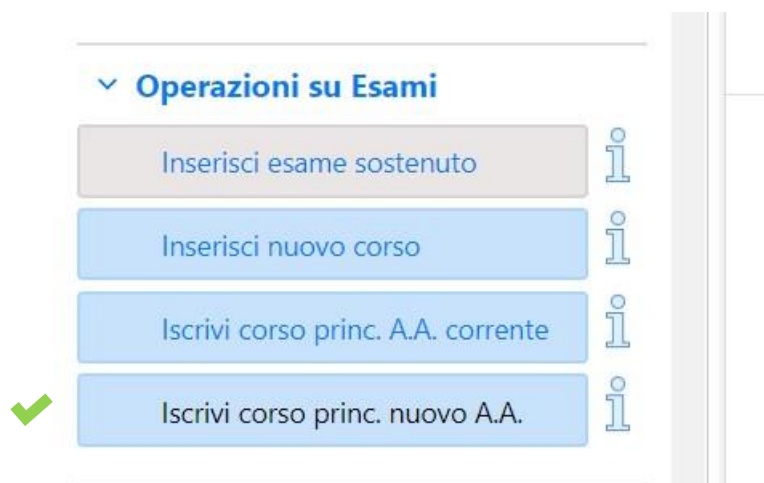 Operazioni su Esami
Inserisci esame sostenuto
Inserisci nuovo corso
Iscrivi corso princ. A.A. corrente
Iscrivi corso princ. nuovo A.A.